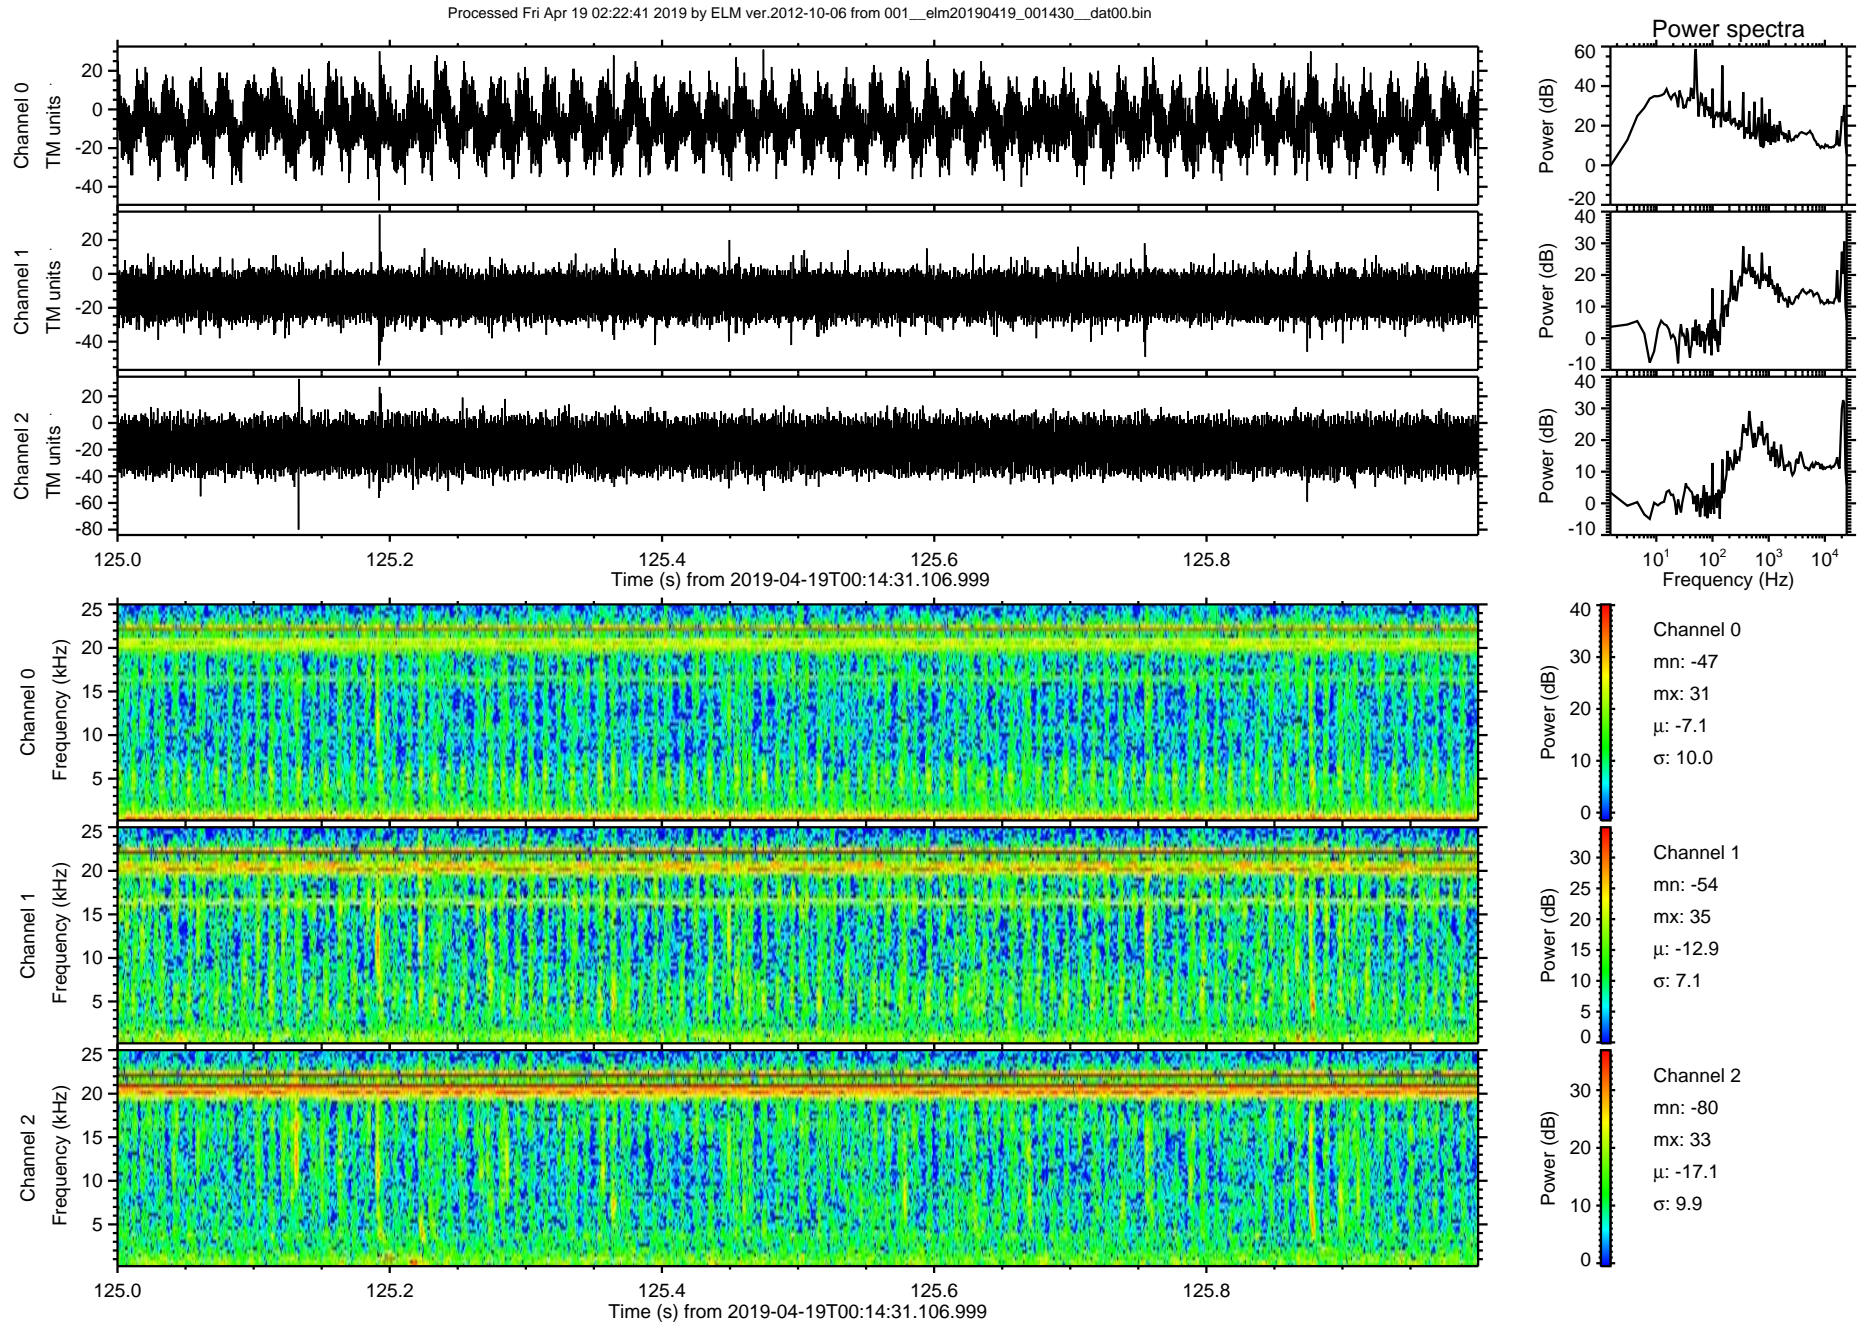 Processed Fri Apr 19 02:22:41 2019 by ELM ver.2012-10-06 from 001__elm20190419_001430__dat00.bin
Power spectra
Channel 0
TM units
20
0
-20
-40
Power (dB)
60
40
20
0
-20
Channel 1
TM units
20
0
-20
-40
Power (dB)
40
30
20
10
0
-10
Channel 2
TM units
20
0
-20
-40
-60
-80
Power (dB)
40
30
20
10
0
-10
125.0 125.2 125.4 125.6 125.8
Time (s) from 2019-04-19T00:14:31.106.999
10¹ 10² 10³ 10⁴
Frequency (Hz)
Channel 0
Frequency (kHz)
25
20
15
10
5
Power (dB)
40
30
20
10
0
Channel 0
mn: -47
mx: 31
μ: -7.1
σ: 10.0
Channel 1
Frequency (kHz)
25
20
15
10
5
Power (dB)
30
25
20
15
10
5
0
Channel 1
mn: -54
mx: 35
μ: -12.9
σ: 7.1
Channel 2
Frequency (kHz)
25
20
15
10
5
Power (dB)
30
20
10
0
Channel 2
mn: -80
mx: 33
μ: -17.1
σ: 9.9
125.0 125.2 125.4 125.6 125.8
Time (s) from 2019-04-19T00:14:31.106.999